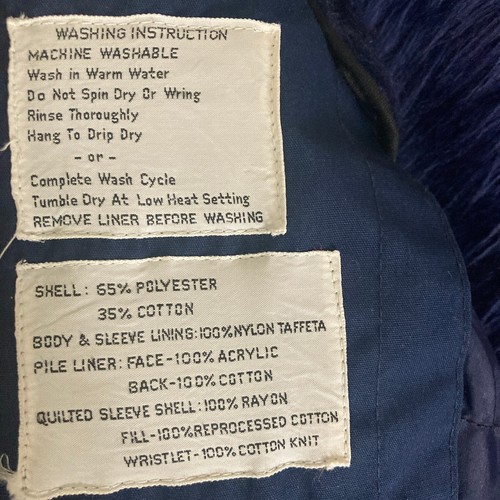 WASHING INSTRUCTION
MACHINE WASHABLE
Wash in Warm Water
Do Not Spin Dry Or Wring
Rinse Thoroughly
Hang To Drip Dry
- or -
Complete Wash Cycle
Tumble Dry At Low Heat Setting
REMOVE LINER BEFORE WASHING
SHELL: 65% POLYESTER
35% COTTON
BODY & SLEEVE LINING:100%NYLON TAFFETA
PILE LINER: FACE-100% ACRYLIC
BACK-100% COTTON
QUILTED SLEEVE SHELL:100% RAYON
FILL-100%REPROCESSED COTTON
WRISTLET-100% COTTON KNIT